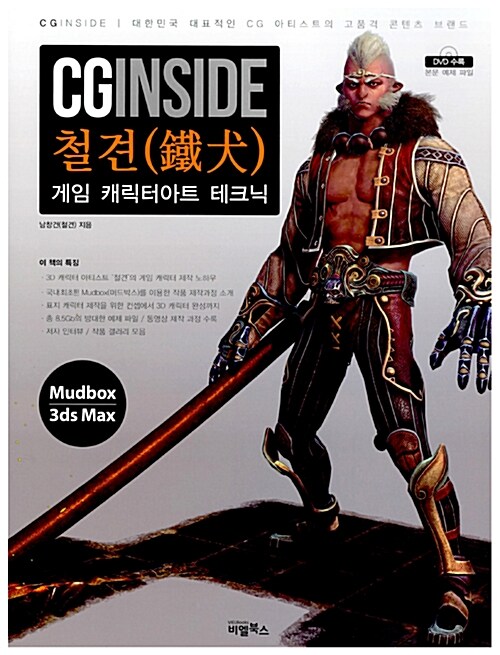 CGINSIDE | 대한민국 대표적인 CG 아티스트의 고품격 콘텐츠 브랜드
DVD 수록
본문 예제 파일
CGINSIDE
철견(鐵犬)
게임 캐릭터아트 테크닉
남창건(철견) 지음
이 책의 특징
· 3D 캐릭터 아티스트 '철견'의 게임 캐릭터 제작 노하우
· 국내 최초로 Mudbox(머드박스)를 이용한 작품 제작과정 소개
· 표지 캐릭터 제작을 위한 컨셉에서 3D 캐릭터 완성까지
· 총 8.5Gb의 방대한 예제 파일 / 동영상 제작 과정 수록
· 저자 인터뷰 / 작품 갤러리 모음
Mudbox
3ds Max
비엘북스